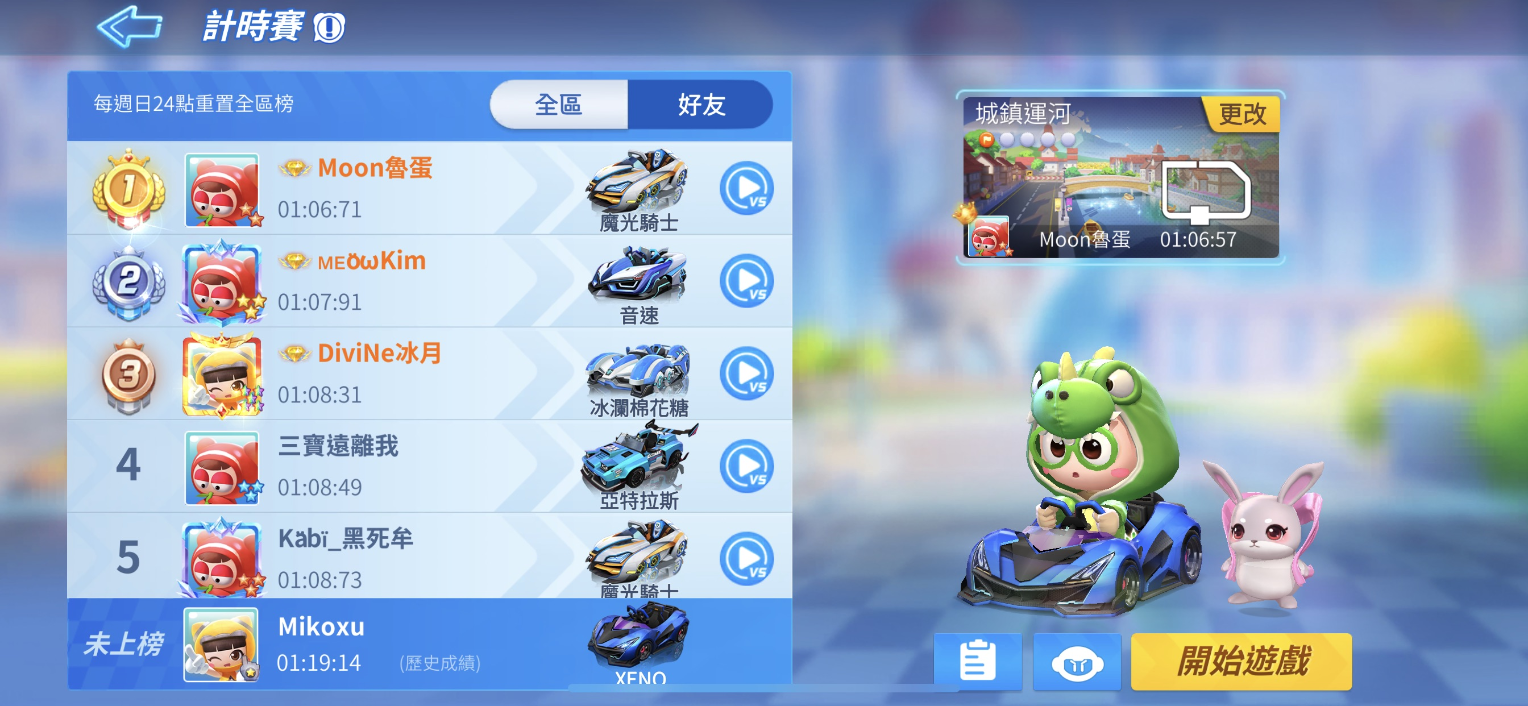 計時賽
每週日24點重置全區榜
全區
好友
1
Moon魯蛋
01:06:71
魔光騎士
VS
2
ᴍᴇöωKim
01:07:91
音速
VS
3
DiviNe冰月
01:08:31
冰瀾棉花糖
VS
4
三寶遠離我
01:08:49
亞特拉斯
VS
5
Käbï_黑死牟
01:08:73
魔光騎士
VS
未上榜
Mikoxu
01:19:14
(歷史成績)
XENO
城鎮運河
更改
Moon魯蛋
01:06:57
開始遊戲